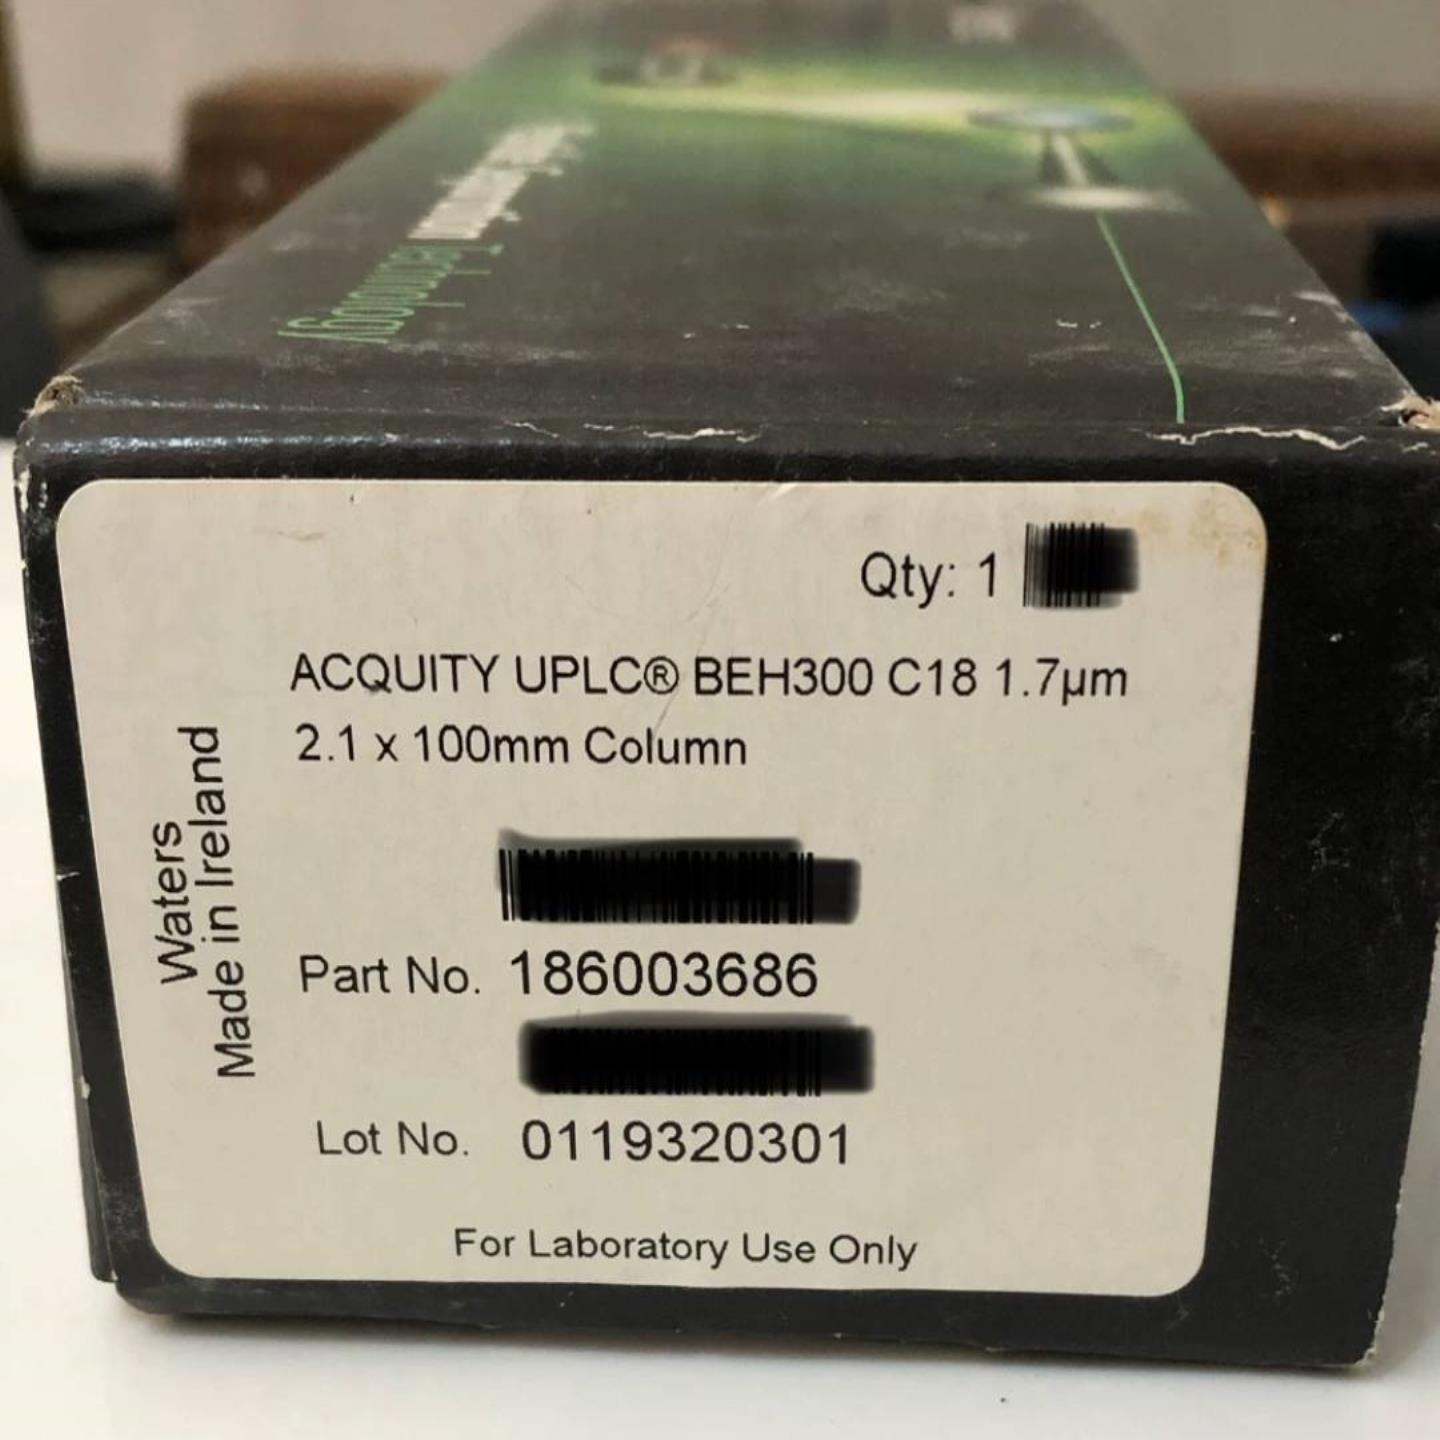 technology
Qty: 1
ACQUITY UPLC® BEH300 C18 1.7µm
2.1 x 100mm Column
Waters
Made in Ireland
Part No. 186003686
Lot No. 0119320301
For Laboratory Use Only